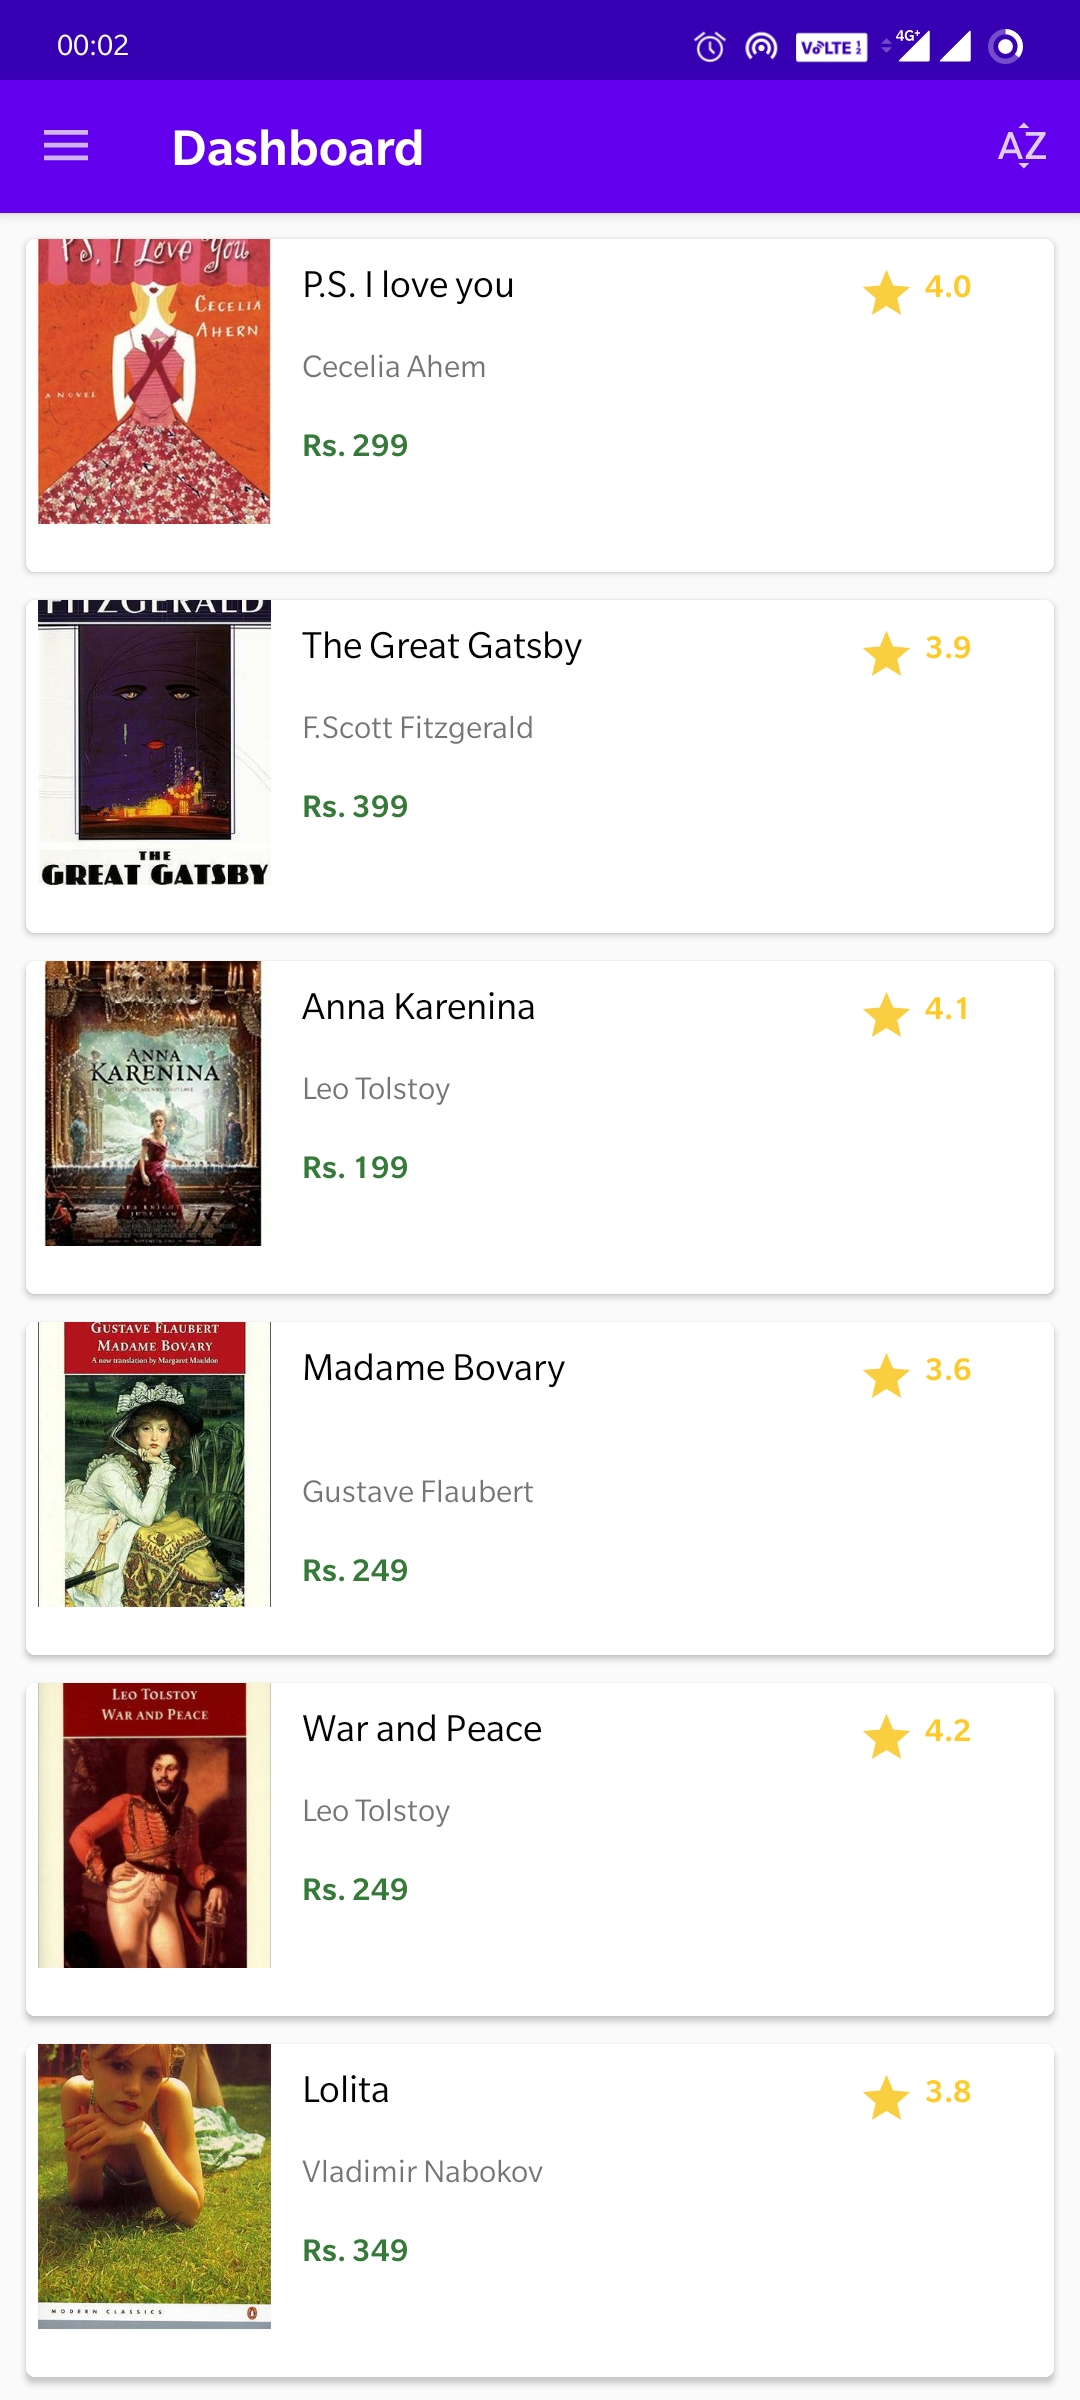 00:02
VoLTE 1 2
4G+
Dashboard
AZ
P.S. I Love You
CECELIA
AHERN
A NOVEL
P.S. I love you
4.0
Cecelia Ahem
Rs. 299
FITZGERALD
THE
GREAT GATSBY
The Great Gatsby
3.9
F.Scott Fitzgerald
Rs. 399
ANNA
KARENINA
Anna Karenina
4.1
Leo Tolstoy
Rs. 199
GUSTAVE FLAUBERT
MADAME BOVARY
A new translation by Margaret Mauldon
Madame Bovary
3.6
Gustave Flaubert
Rs. 249
LEO TOLSTOY
WAR AND PEACE
War and Peace
4.2
Leo Tolstoy
Rs. 249
MODERN CLASSICS
Lolita
3.8
Vladimir Nabokov
Rs. 349